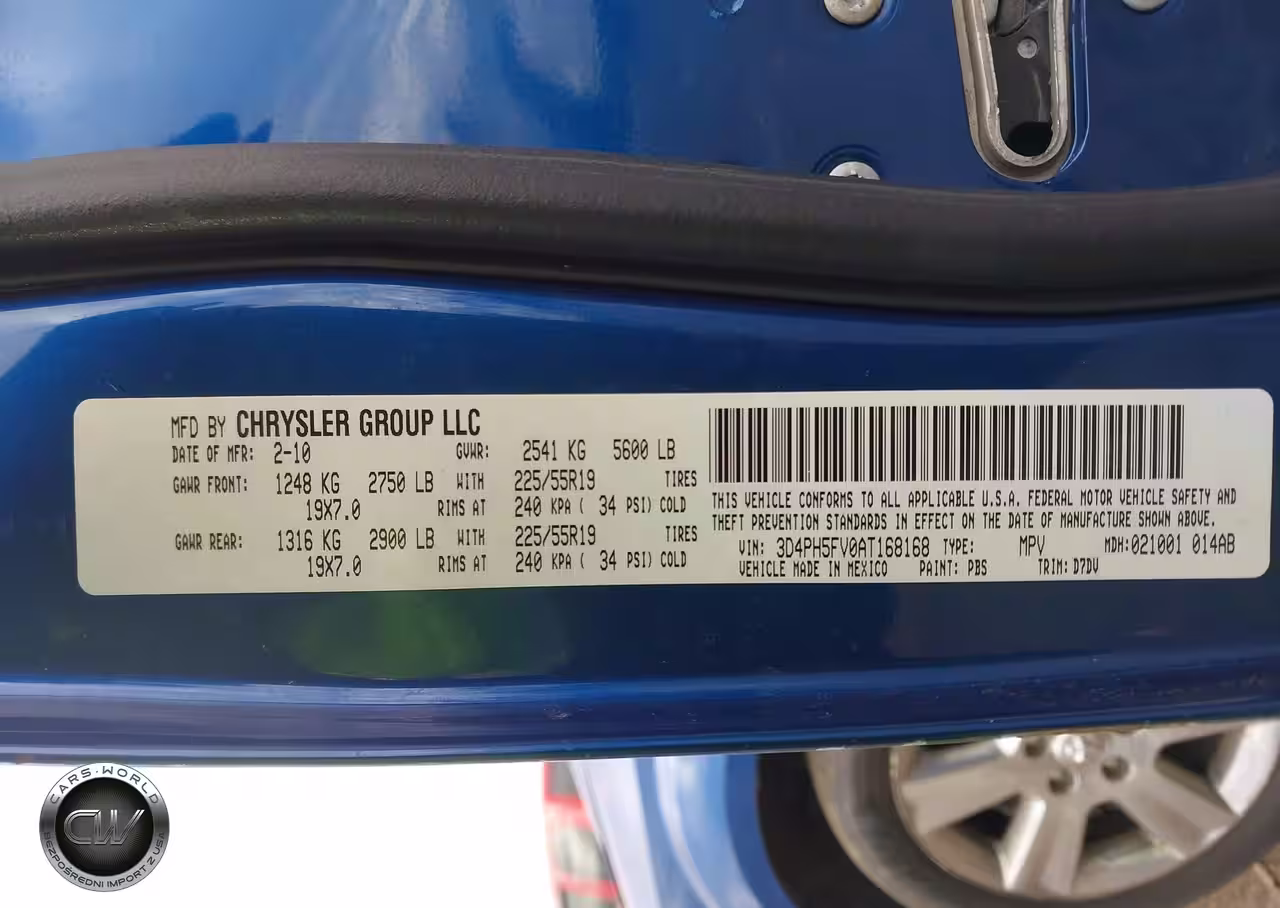 MFD BY CHRYSLER GROUP LLC
DATE OF MFR: 2-10 GVWR: 2541 KG 5600 LB
GAWR FRONT: 1248 KG 2750 LB WITH 225/55R19 TIRES
19X7.0 RIMS AT 240 KPA ( 34 PSI) COLD
GAWR REAR: 1316 KG 2900 LB WITH 225/55R19 TIRES
19X7.0 RIMS AT 240 KPA ( 34 PSI) COLD
THIS VEHICLE CONFORMS TO ALL APPLICABLE U.S.A. FEDERAL MOTOR VEHICLE SAFETY AND
THEFT PREVENTION STANDARDS IN EFFECT ON THE DATE OF MANUFACTURE SHOWN ABOVE.
VIN: 3D4PH5FV0AT168168 TYPE: MPV MDH:021001 014AB
VEHICLE MADE IN MEXICO PAINT: PBS TRIM: D7DV
CARS·WORLD
CW
BEZPOŚREDNI IMPORT Z USA